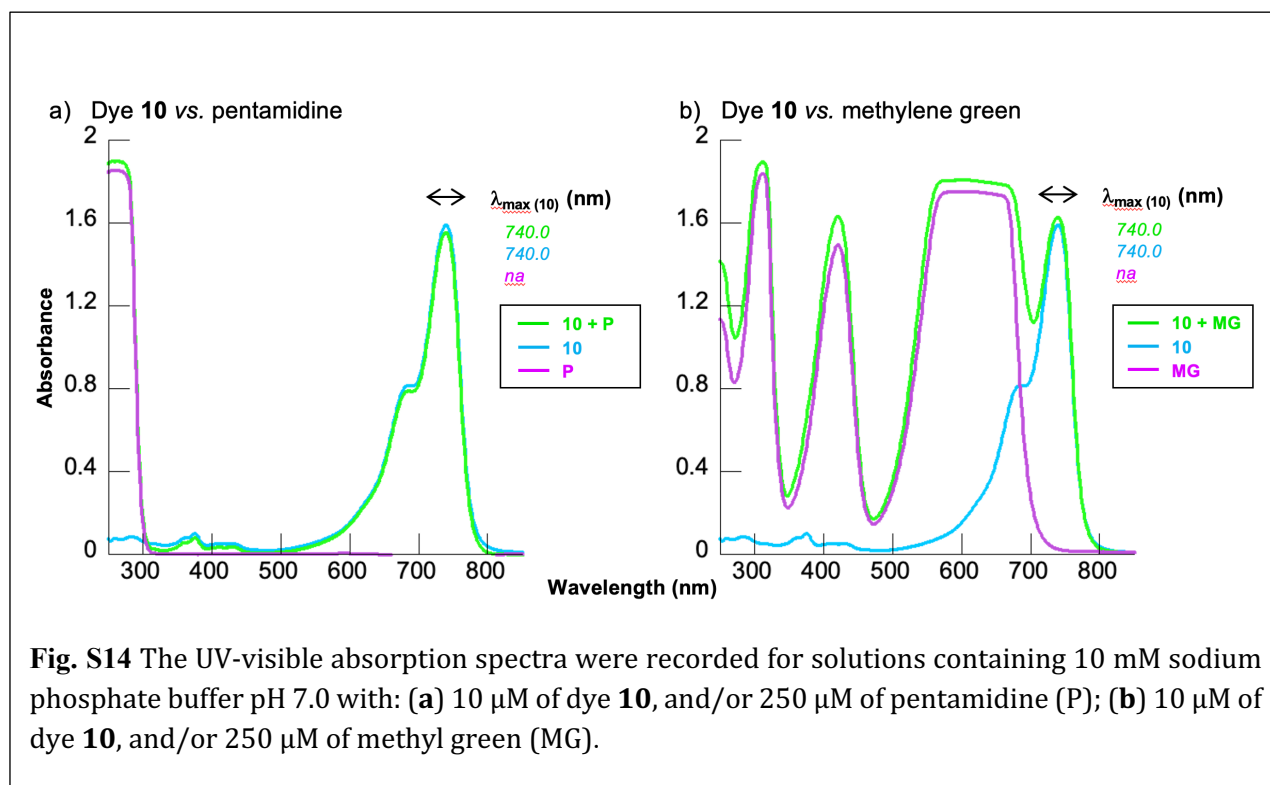 a) Dye 10 vs. pentamidine
2
1.6
1.2
0.8
0.4
0
Absorbance
300 400 500 600 700 800
λmax (10) (nm)
740.0
740.0
na
10 + P
10
P
b) Dye 10 vs. methylene green
2
1.6
1.2
0.8
0.4
0
300 400 500 600 700 800
λmax (10) (nm)
740.0
740.0
na
10 + MG
10
MG
Wavelength (nm)
Fig. S14 The UV-visible absorption spectra were recorded for solutions containing 10 mM sodium
phosphate buffer pH 7.0 with: (a) 10 μM of dye 10, and/or 250 μM of pentamidine (P); (b) 10 μM of
dye 10, and/or 250 μM of methyl green (MG).